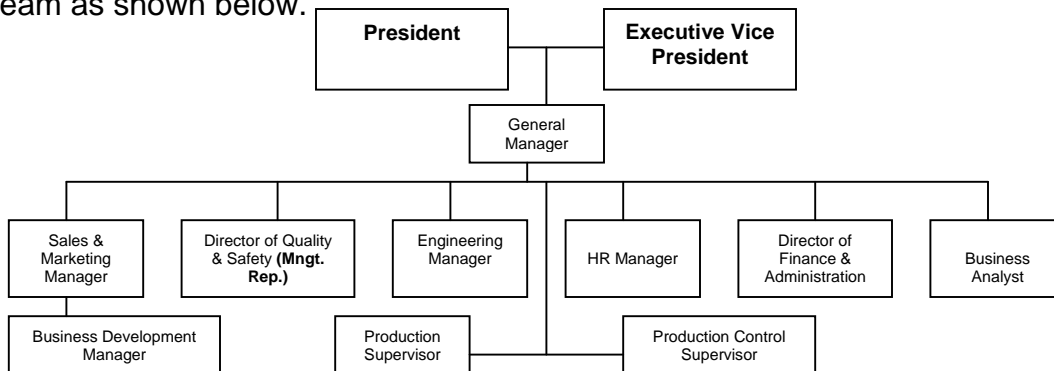 eam as shown below.
President
Executive Vice
President
General
Manager
Sales &
Marketing
Manager
Director of Quality
& Safety (Mngt.
Rep.)
Engineering
Manager
HR Manager
Director of
Finance &
Administration
Business
Analyst
Business Development
Manager
Production
Supervisor
Production Control
Supervisor